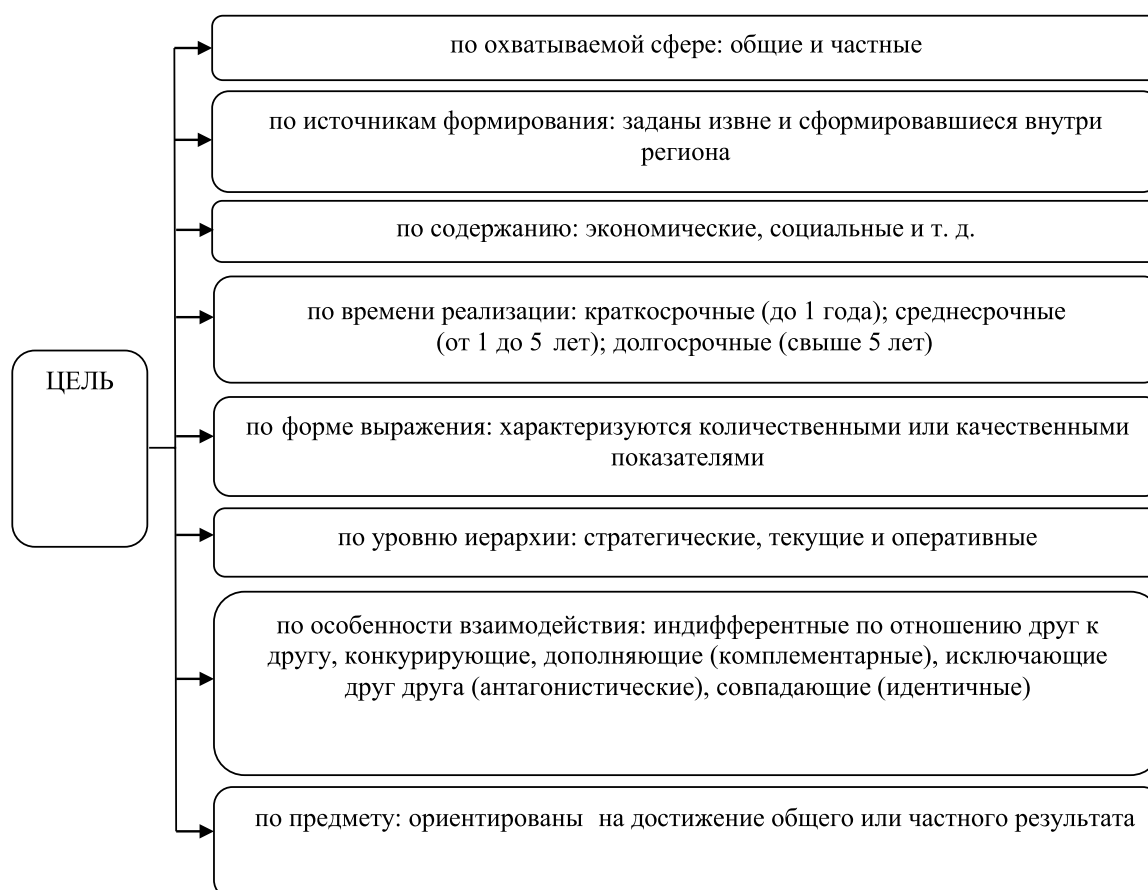 по охватываемой сфере: общие и частные
по источникам формирования: заданы извне и сформировавшиеся внутри
региона
по содержанию: экономические, социальные и т. д.
по времени реализации: краткосрочные (до 1 года); среднесрочные
(от 1 до 5 лет); долгосрочные (свыше 5 лет)
ЦЕЛЬ
по форме выражения: характеризуются количественными или качественными
показателями
по уровню иерархии: стратегические, текущие и оперативные
по особенности взаимодействия: индифферентные по отношению друг к
другу, конкурирующие, дополняющие (комплементарные), исключающие
друг друга (антагонистические), совпадающие (идентичные)
по предмету: ориентированы на достижение общего или частного результата